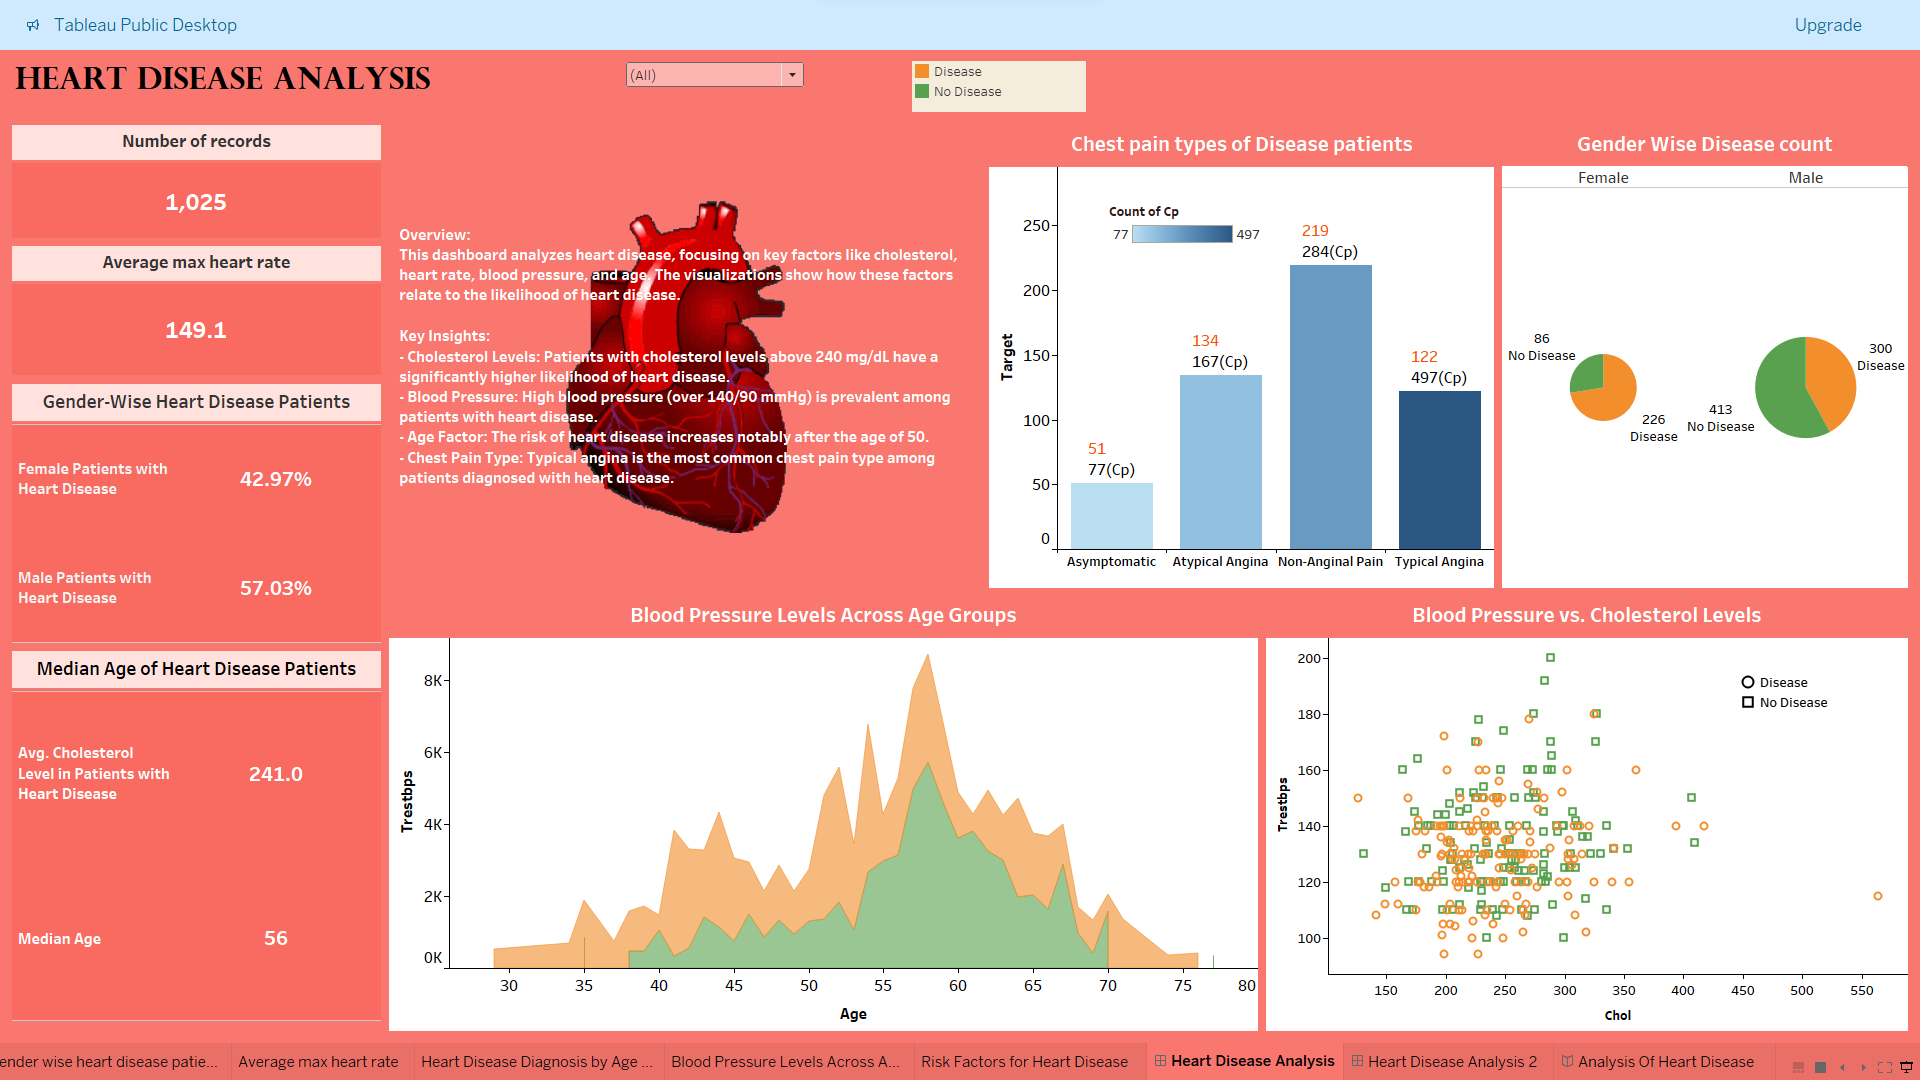 Tableau Public Desktop
Upgrade
HEART DISEASE ANALYSIS
(All)
Disease
No Disease
Number of records
1,025
Average max heart rate
149.1
Gender-Wise Heart Disease Patients
Female Patients with
Heart Disease
42.97%
Male Patients with
Heart Disease
57.03%
Median Age of Heart Disease Patients
Avg. Cholesterol
Level in Patients with
Heart Disease
241.0
Median Age
56
Overview:
This dashboard analyzes heart disease, focusing on key factors like cholesterol,
heart rate, blood pressure, and age. The visualizations show how these factors
relate to the likelihood of heart disease.
Key Insights:
- Cholesterol Levels: Patients with cholesterol levels above 240 mg/dL have a
significantly higher likelihood of heart disease.
- Blood Pressure: High blood pressure (over 140/90 mmHg) is prevalent among
patients with heart disease.
- Age Factor: The risk of heart disease increases notably after the age of 50.
- Chest Pain Type: Typical angina is the most common chest pain type among
patients diagnosed with heart disease.
Chest pain types of Disease patients
Count of Cp
77 497
Target
250
200
150
100
50
0
51
77(Cp)
134
167(Cp)
219
284(Cp)
122
497(Cp)
Asymptomatic Atypical Angina Non-Anginal Pain Typical Angina
Gender Wise Disease count
Female Male
86
No Disease
226
Disease
413
No Disease
300
Disease
Blood Pressure Levels Across Age Groups
Trestbps
8K
6K
4K
2K
0K
30 35 40 45 50 55 60 65 70 75 80
Age
Blood Pressure vs. Cholesterol Levels
Disease
No Disease
Trestbps
200
180
160
140
120
100
150 200 250 300 350 400 450 500 550
Chol
ender wise heart disease patie... Average max heart rate Heart Disease Diagnosis by Age ... Blood Pressure Levels Across A... Risk Factors for Heart Disease Heart Disease Analysis Heart Disease Analysis 2 Analysis Of Heart Disease